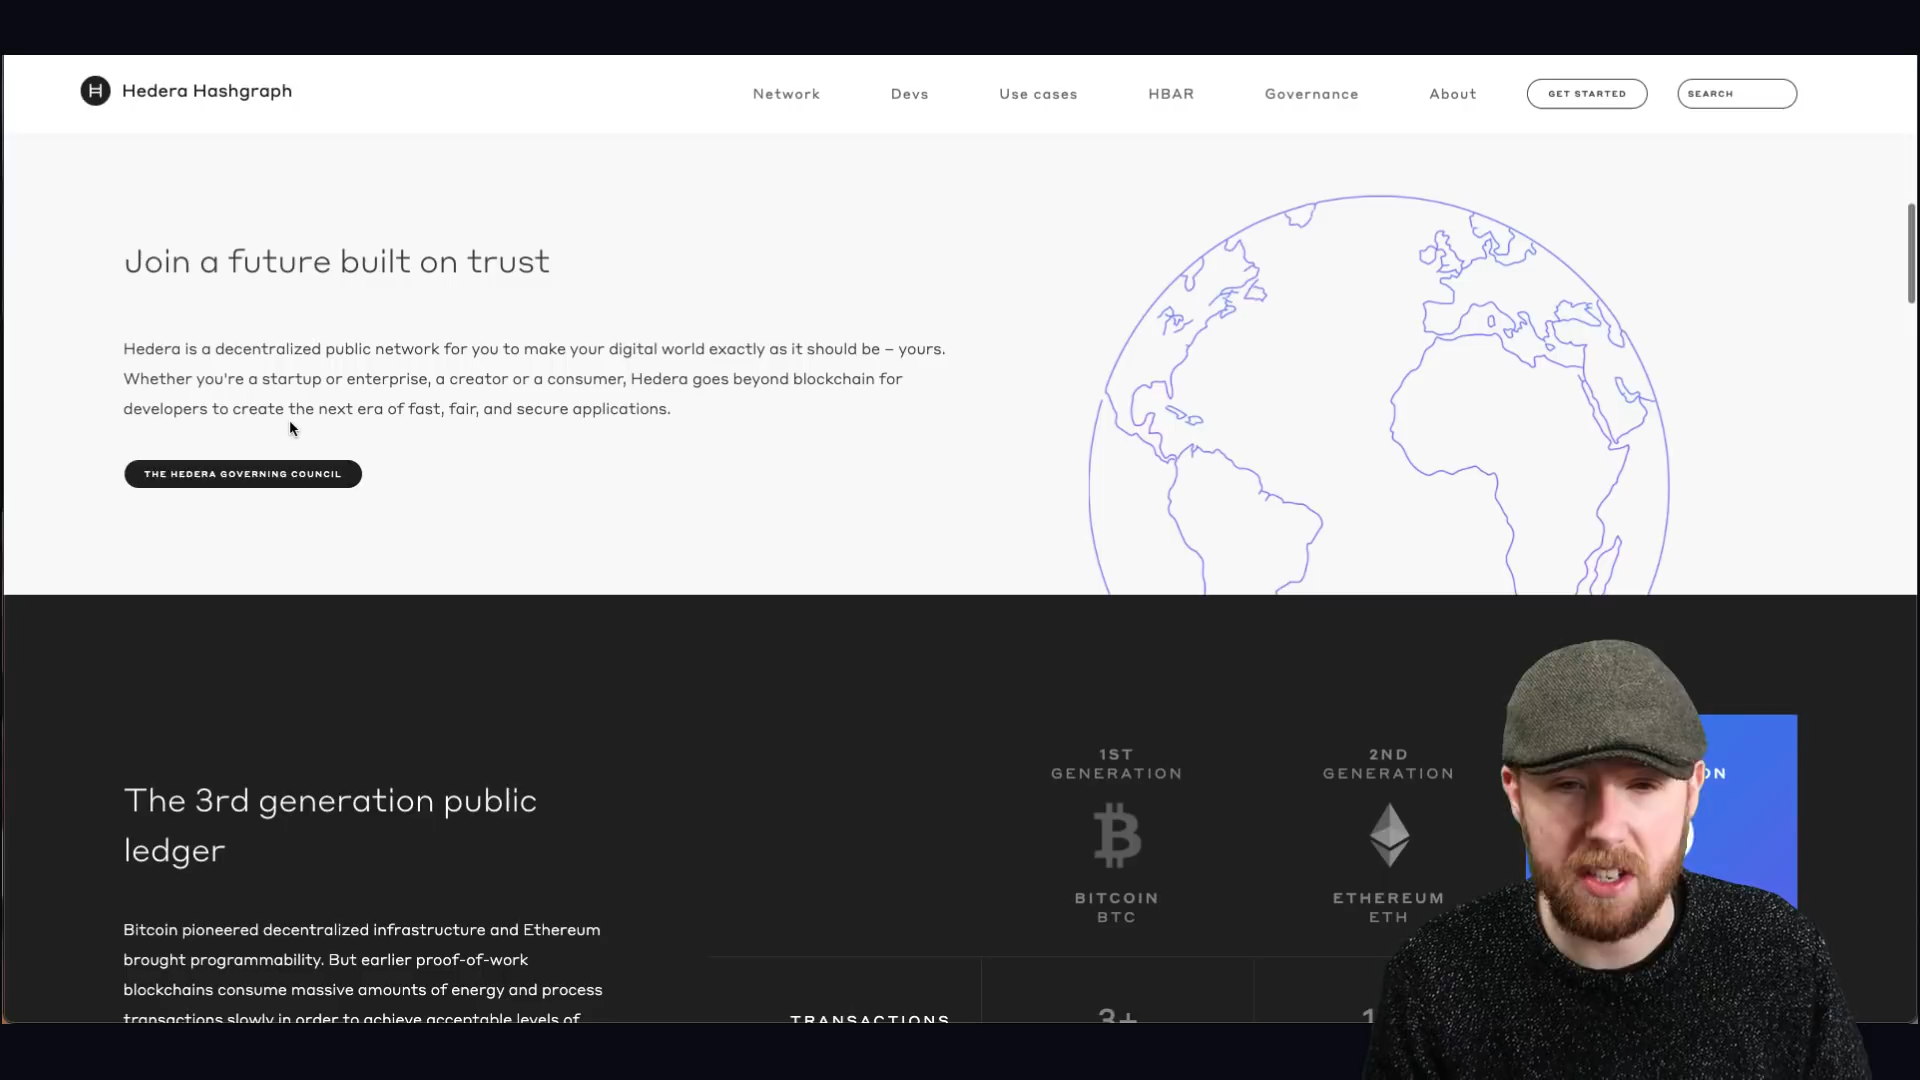 Hedera Hashgraph
Network
Devs
Use cases
HBAR
Governance
About
GET STARTED
SEARCH
Join a future built on trust
Hedera is a decentralized public network for you to make your digital world exactly as it should be – yours.
Whether you're a startup or enterprise, a creator or a consumer, Hedera goes beyond blockchain for
developers to create the next era of fast, fair, and secure applications.
THE HEDERA GOVERNING COUNCIL
The 3rd generation public
ledger
Bitcoin pioneered decentralized infrastructure and Ethereum
brought programmability. But earlier proof-of-work
blockchains consume massive amounts of energy and process
transactions slowly in order to achieve acceptable levels of
1ST
GENERATION
BITCOIN
BTC
2ND
GENERATION
ETHEREUM
ETH
TRANSACTIONS
3+